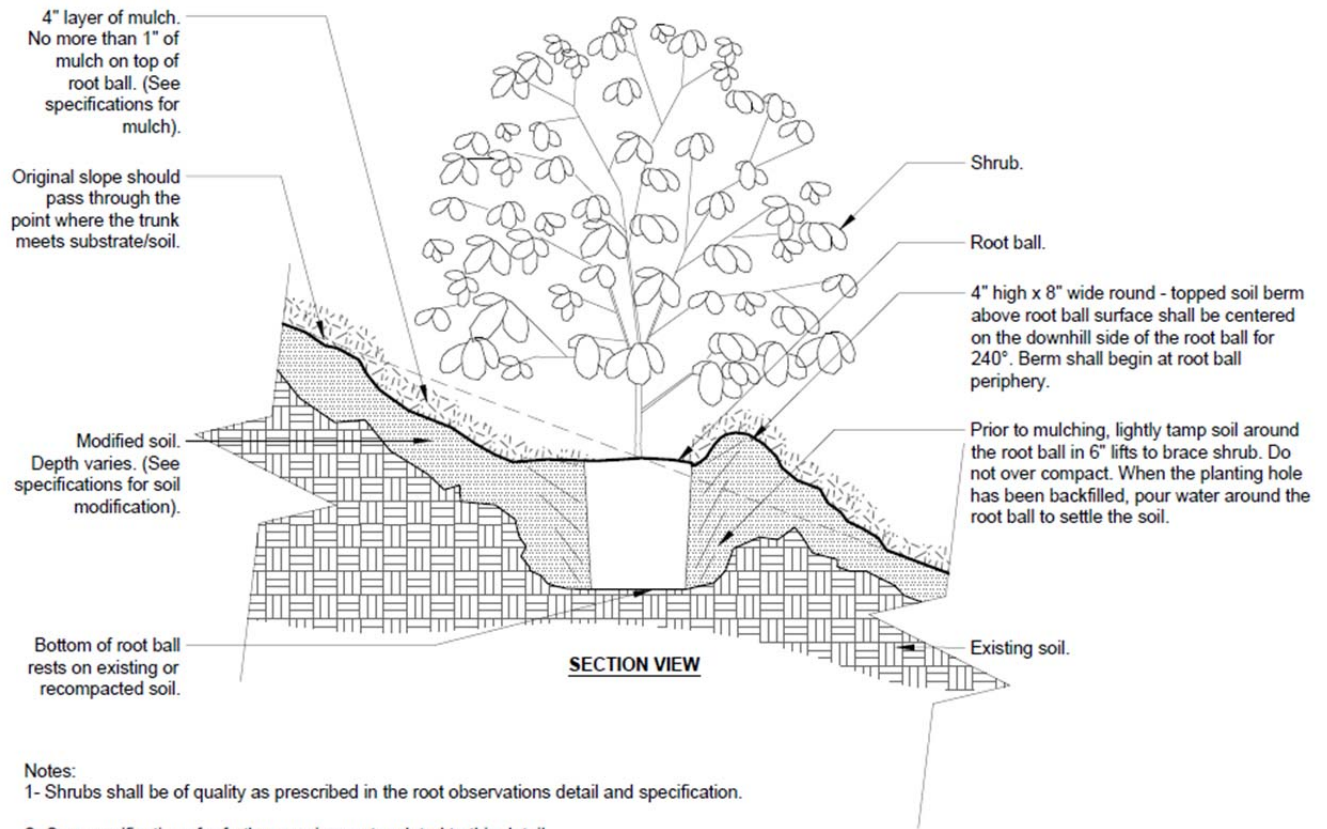 4" layer of mulch.
No more than 1" of
mulch on top of
root ball. (See
specifications for
mulch).
Original slope should
pass through the
point where the trunk
meets substrate/soil.
Modified soil.
Depth varies. (See
specifications for soil
modification).
Bottom of root ball
rests on existing or
recompacted soil.
Shrub.
Root ball.
4" high x 8" wide round - topped soil berm
above root ball surface shall be centered
on the downhill side of the root ball for
240°. Berm shall begin at root ball
periphery.
Prior to mulching, lightly tamp soil around
the root ball in 6" lifts to brace shrub. Do
not over compact. When the planting hole
has been backfilled, pour water around the
root ball to settle the soil.
Existing soil.
SECTION VIEW
Notes:
1- Shrubs shall be of quality as prescribed in the root observations detail and specification.